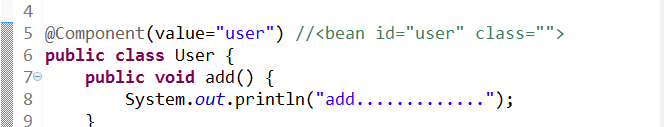 4
5 @Component(value="user") //<bean id="user" class="">
6 public class User {
7 public void add() {
8 System.out.println("add.............");
9 }